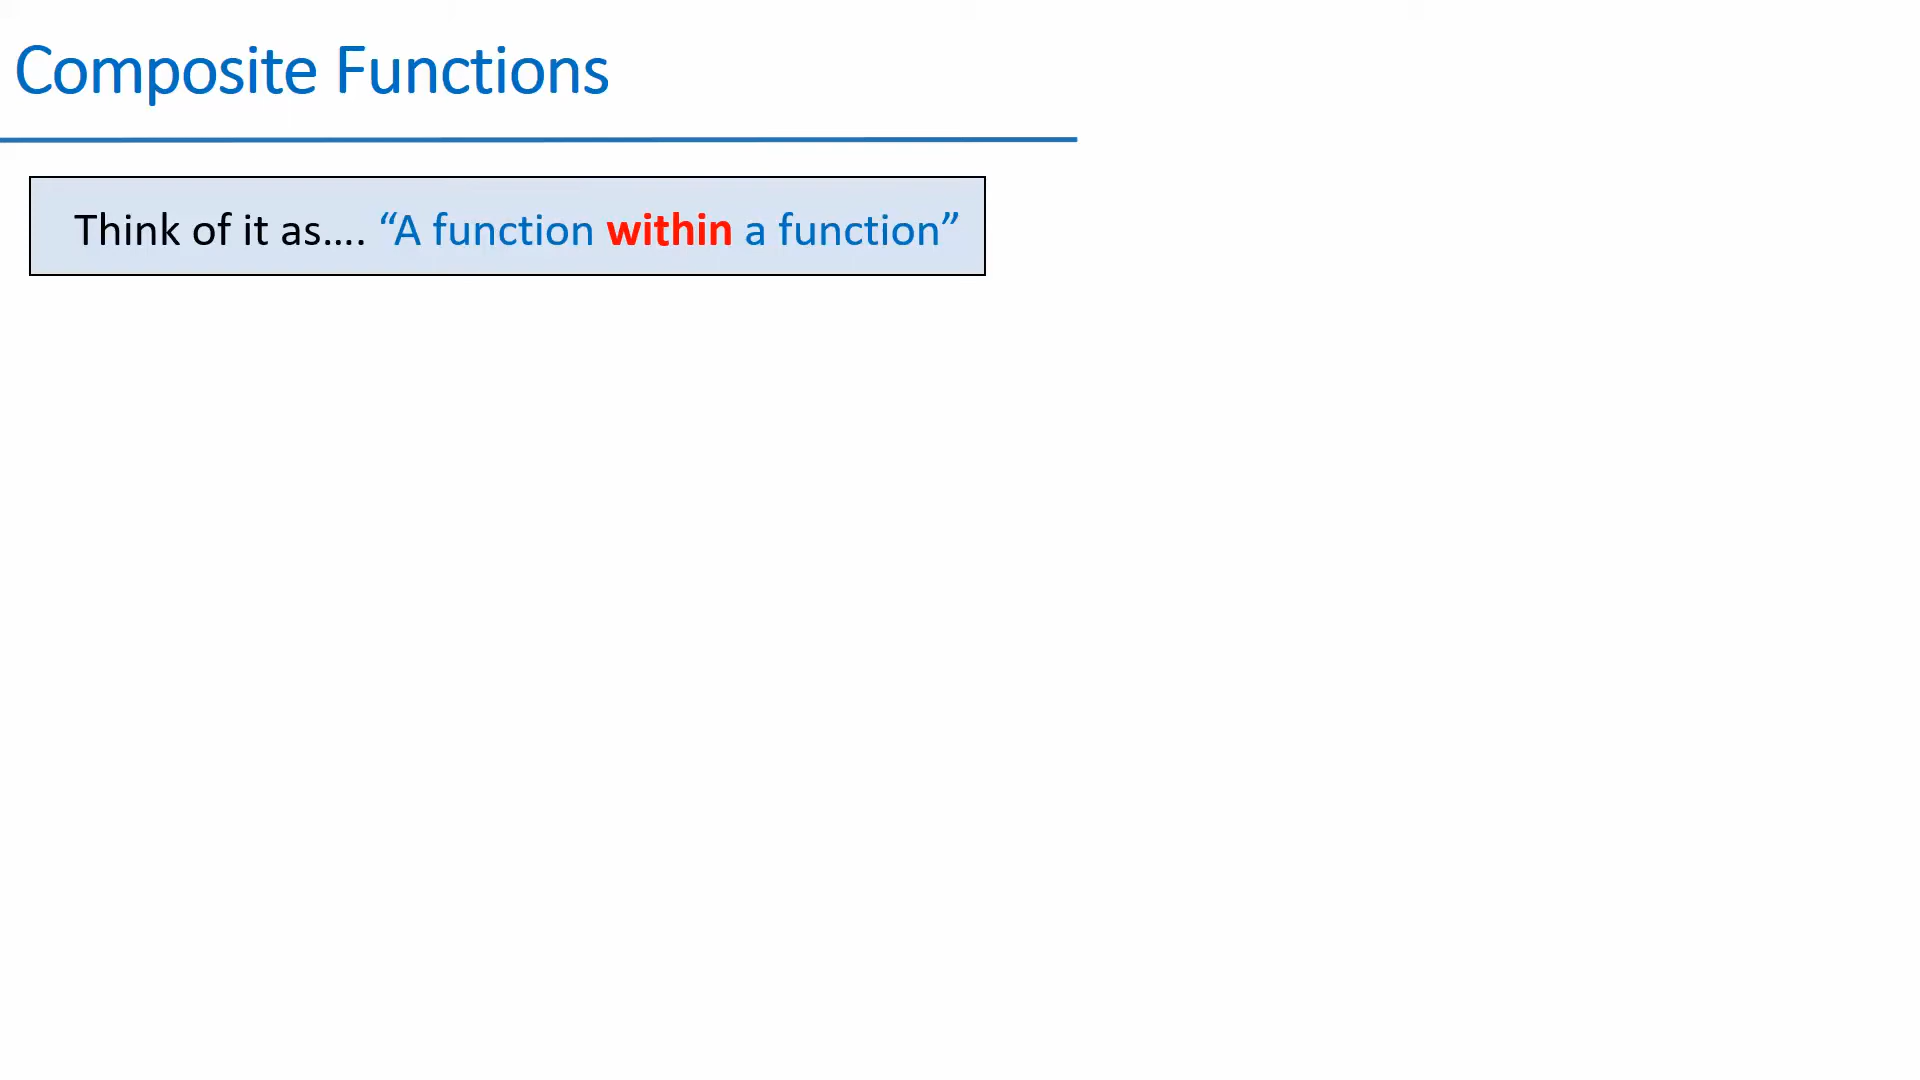 Composite Functions
Think of it as.... “A function within a function”